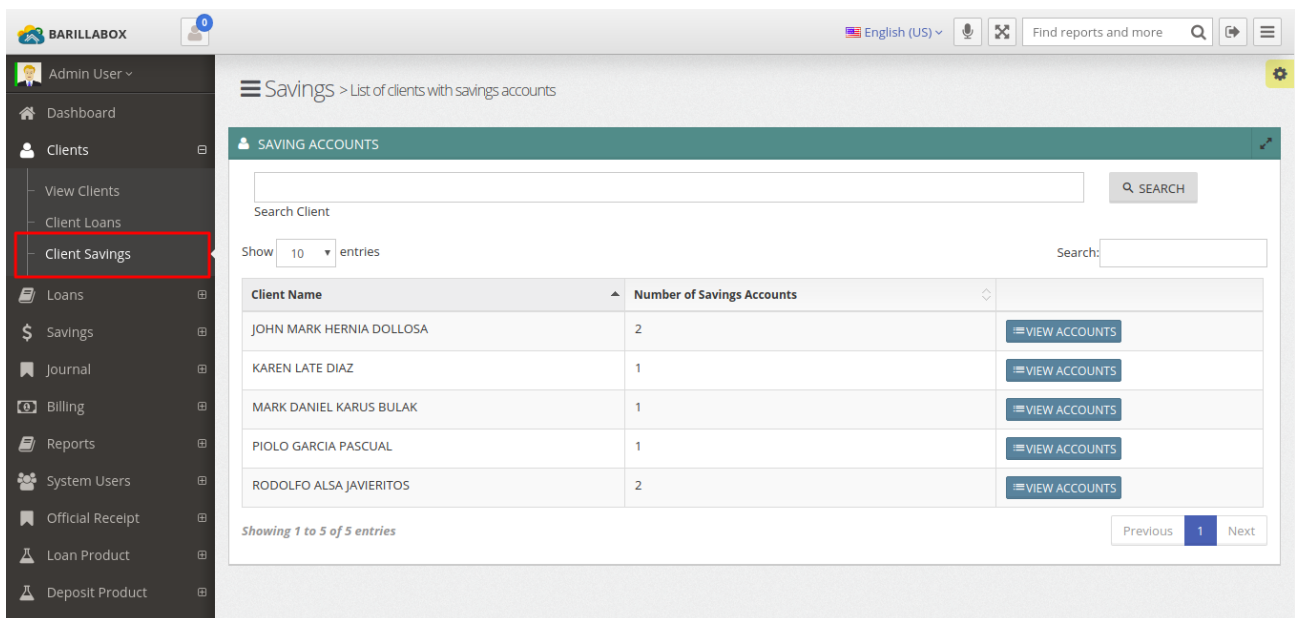 BARILLABOX
0
English (US)
Find reports and more
Admin User
Dashboard
Clients
View Clients
Client Loans
Client Savings
Loans
Savings
Journal
Billing
Reports
System Users
Official Receipt
Loan Product
Deposit Product
Savings > List of clients with savings accounts
SAVING ACCOUNTS
SEARCH
Search Client
Show 10 entries
Search:
Client Name Number of Savings Accounts
JOHN MARK HERNIA DOLLOSA 2 VIEW ACCOUNTS
KAREN LATE DIAZ 1 VIEW ACCOUNTS
MARK DANIEL KARUS BULAK 1 VIEW ACCOUNTS
PIOLO GARCIA PASCUAL 1 VIEW ACCOUNTS
RODOLFO ALSA JAVIERITOS 2 VIEW ACCOUNTS
Showing 1 to 5 of 5 entries
Previous 1 Next